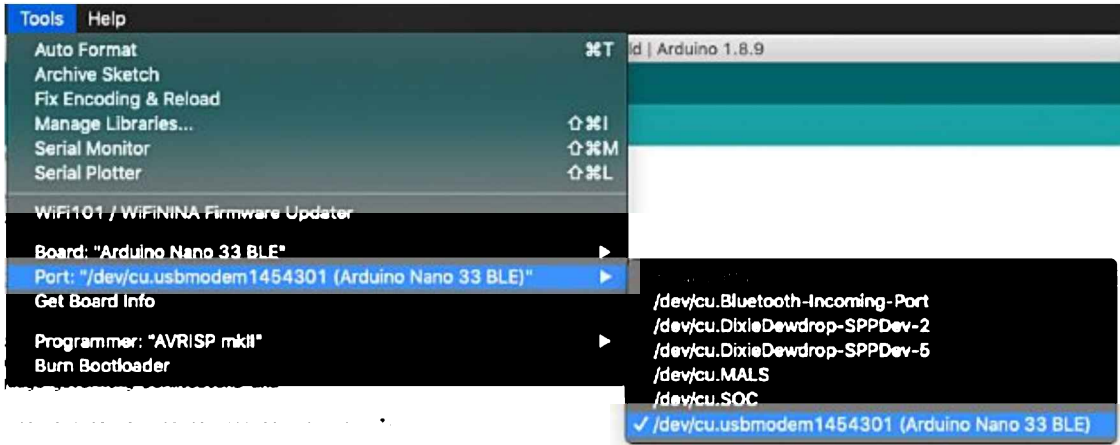 Tools Help
Auto Format ⌘T
ld | Arduino 1.8.9
Archive Sketch
Fix Encoding & Reload
Manage Libraries... ⇧⌘I
Serial Monitor ⇧⌘M
Serial Plotter ⇧⌘L
WiFi101 / WiFiNINA Firmware Updater
Board: "Arduino Nano 33 BLE"
Port: "/dev/cu.usbmodem1454301 (Arduino Nano 33 BLE)"
Get Board Info
Programmer: "AVRISP mkII"
Burn Bootloader
/dev/cu.Bluetooth-Incoming-Port
/dev/cu.DixieDewdrop-SPPDev-2
/dev/cu.DixieDewdrop-SPPDev-5
/dev/cu.MALS
/dev/cu.SOC
✓ /dev/cu.usbmodem1454301 (Arduino Nano 33 BLE)